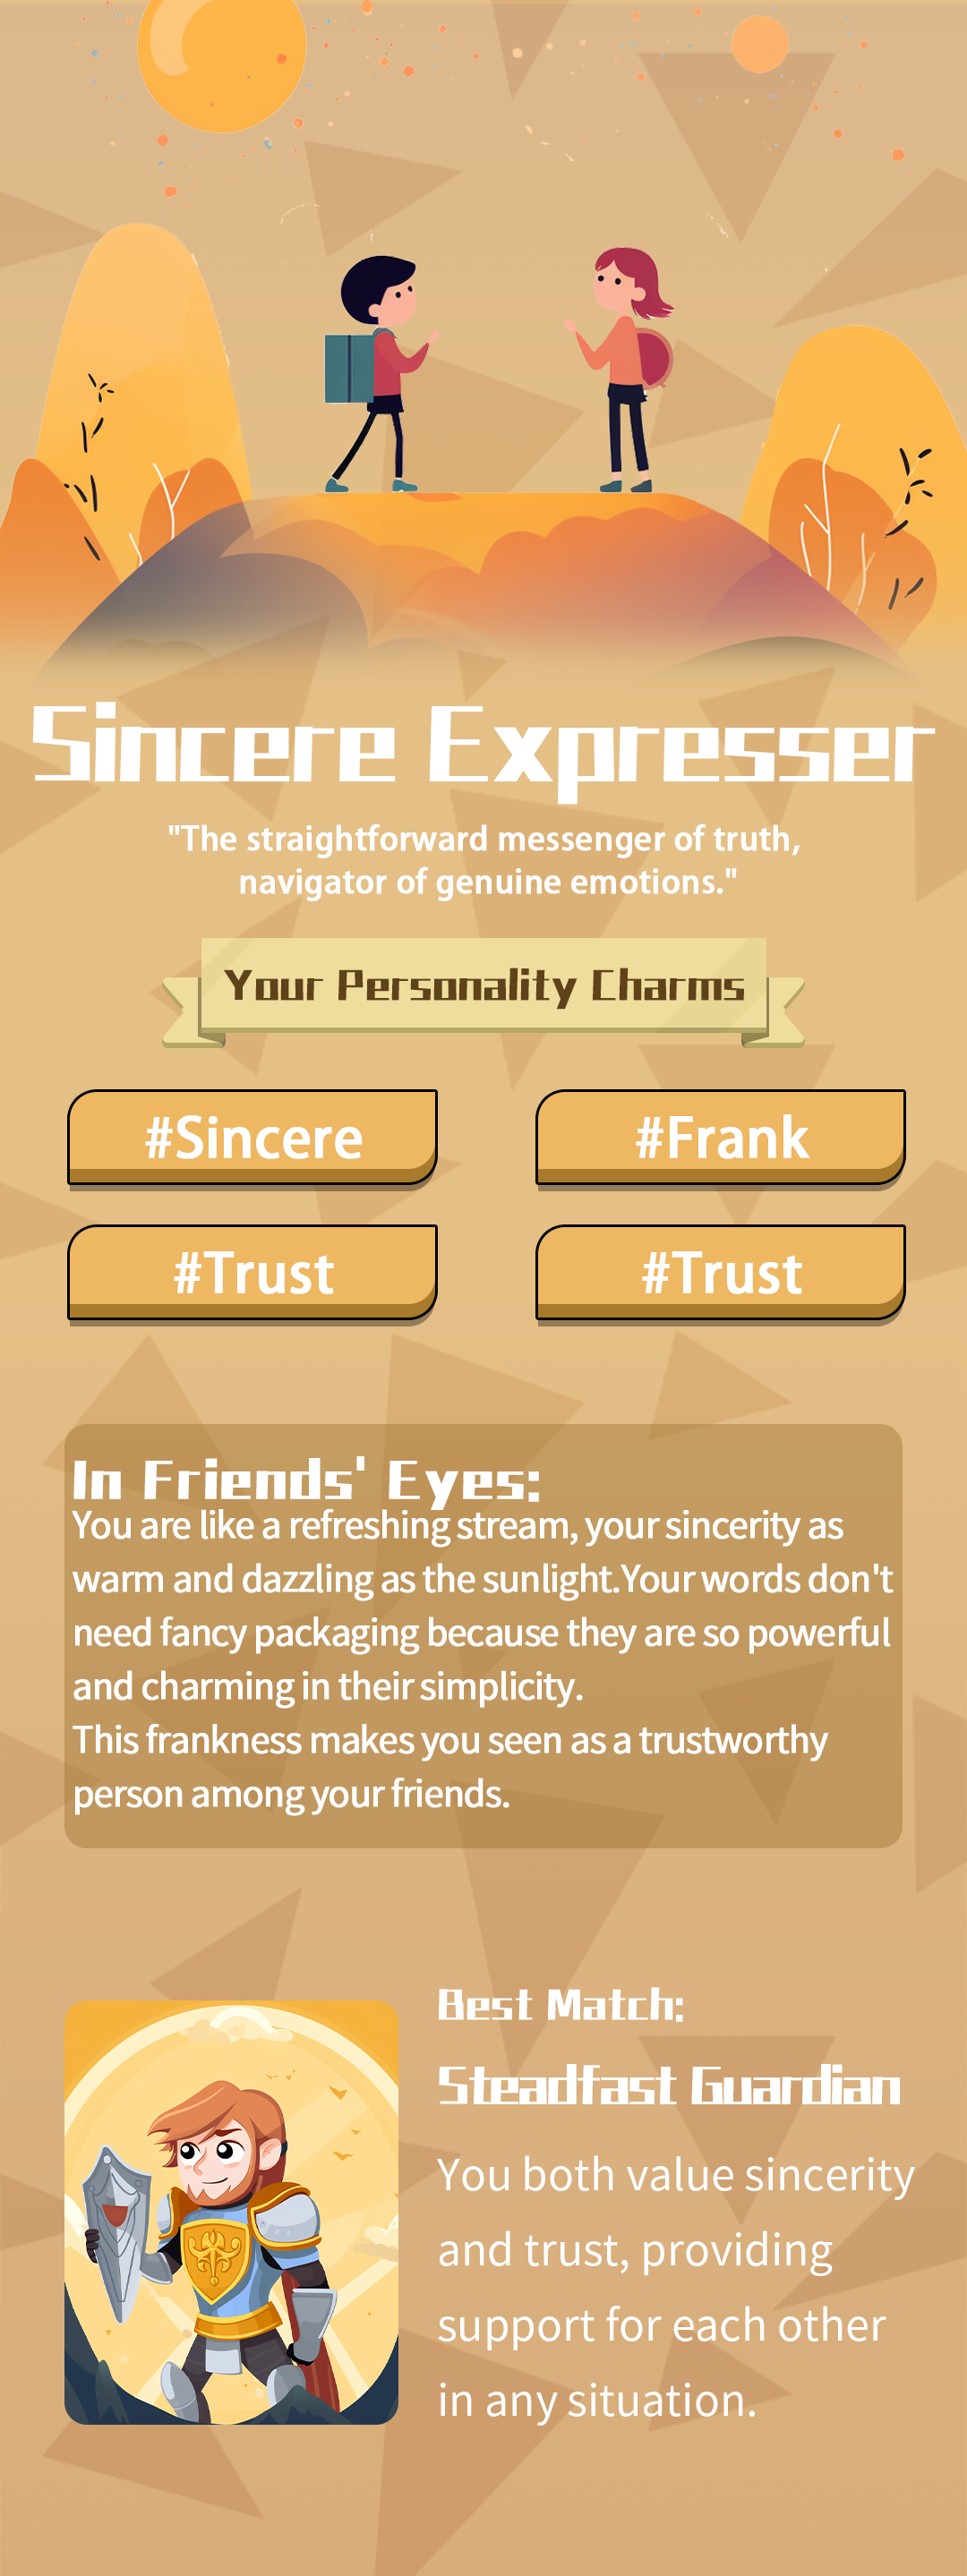 Sincere Expresser
"The straightforward messenger of truth,
navigator of genuine emotions."
Your Personality Charms
#Sincere
#Frank
#Trust
#Trust
In Friends' Eyes:
You are like a refreshing stream, your sincerity as
warm and dazzling as the sunlight.Your words don't
need fancy packaging because they are so powerful
and charming in their simplicity.
This frankness makes you seen as a trustworthy
person among your friends.
Best Match:
Steadfast Guardian
You both value sincerity
and trust, providing
support for each other
in any situation.